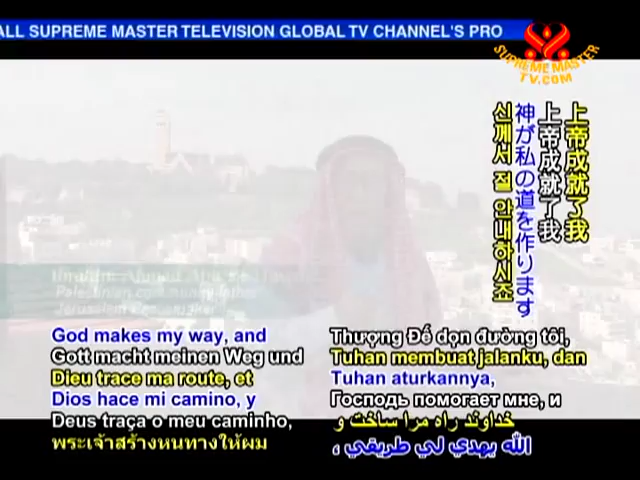 ALL SUPREME MASTER TELEVISION GLOBAL TV CHANNEL'S PRO
SUPREME MASTER
TV.COM
上帝成就了我
上帝成就了我
神が私の道を作ります
신께서 절 안내하시죠
God makes my way, and
Gott macht meinen Weg und
Dieu trace ma route, et
Dios hace mi camino, y
Deus traça o meu caminho,
พระเจ้าสร้างหนทางให้ผม
Thượng Đế dọn đường tôi,
Tuhan membuat jalanku, dan
Tuhan aturkannya,
Господь помогает мне, и
خداوند راه مرا ساخت و
الله يهدي لي طريقي ،